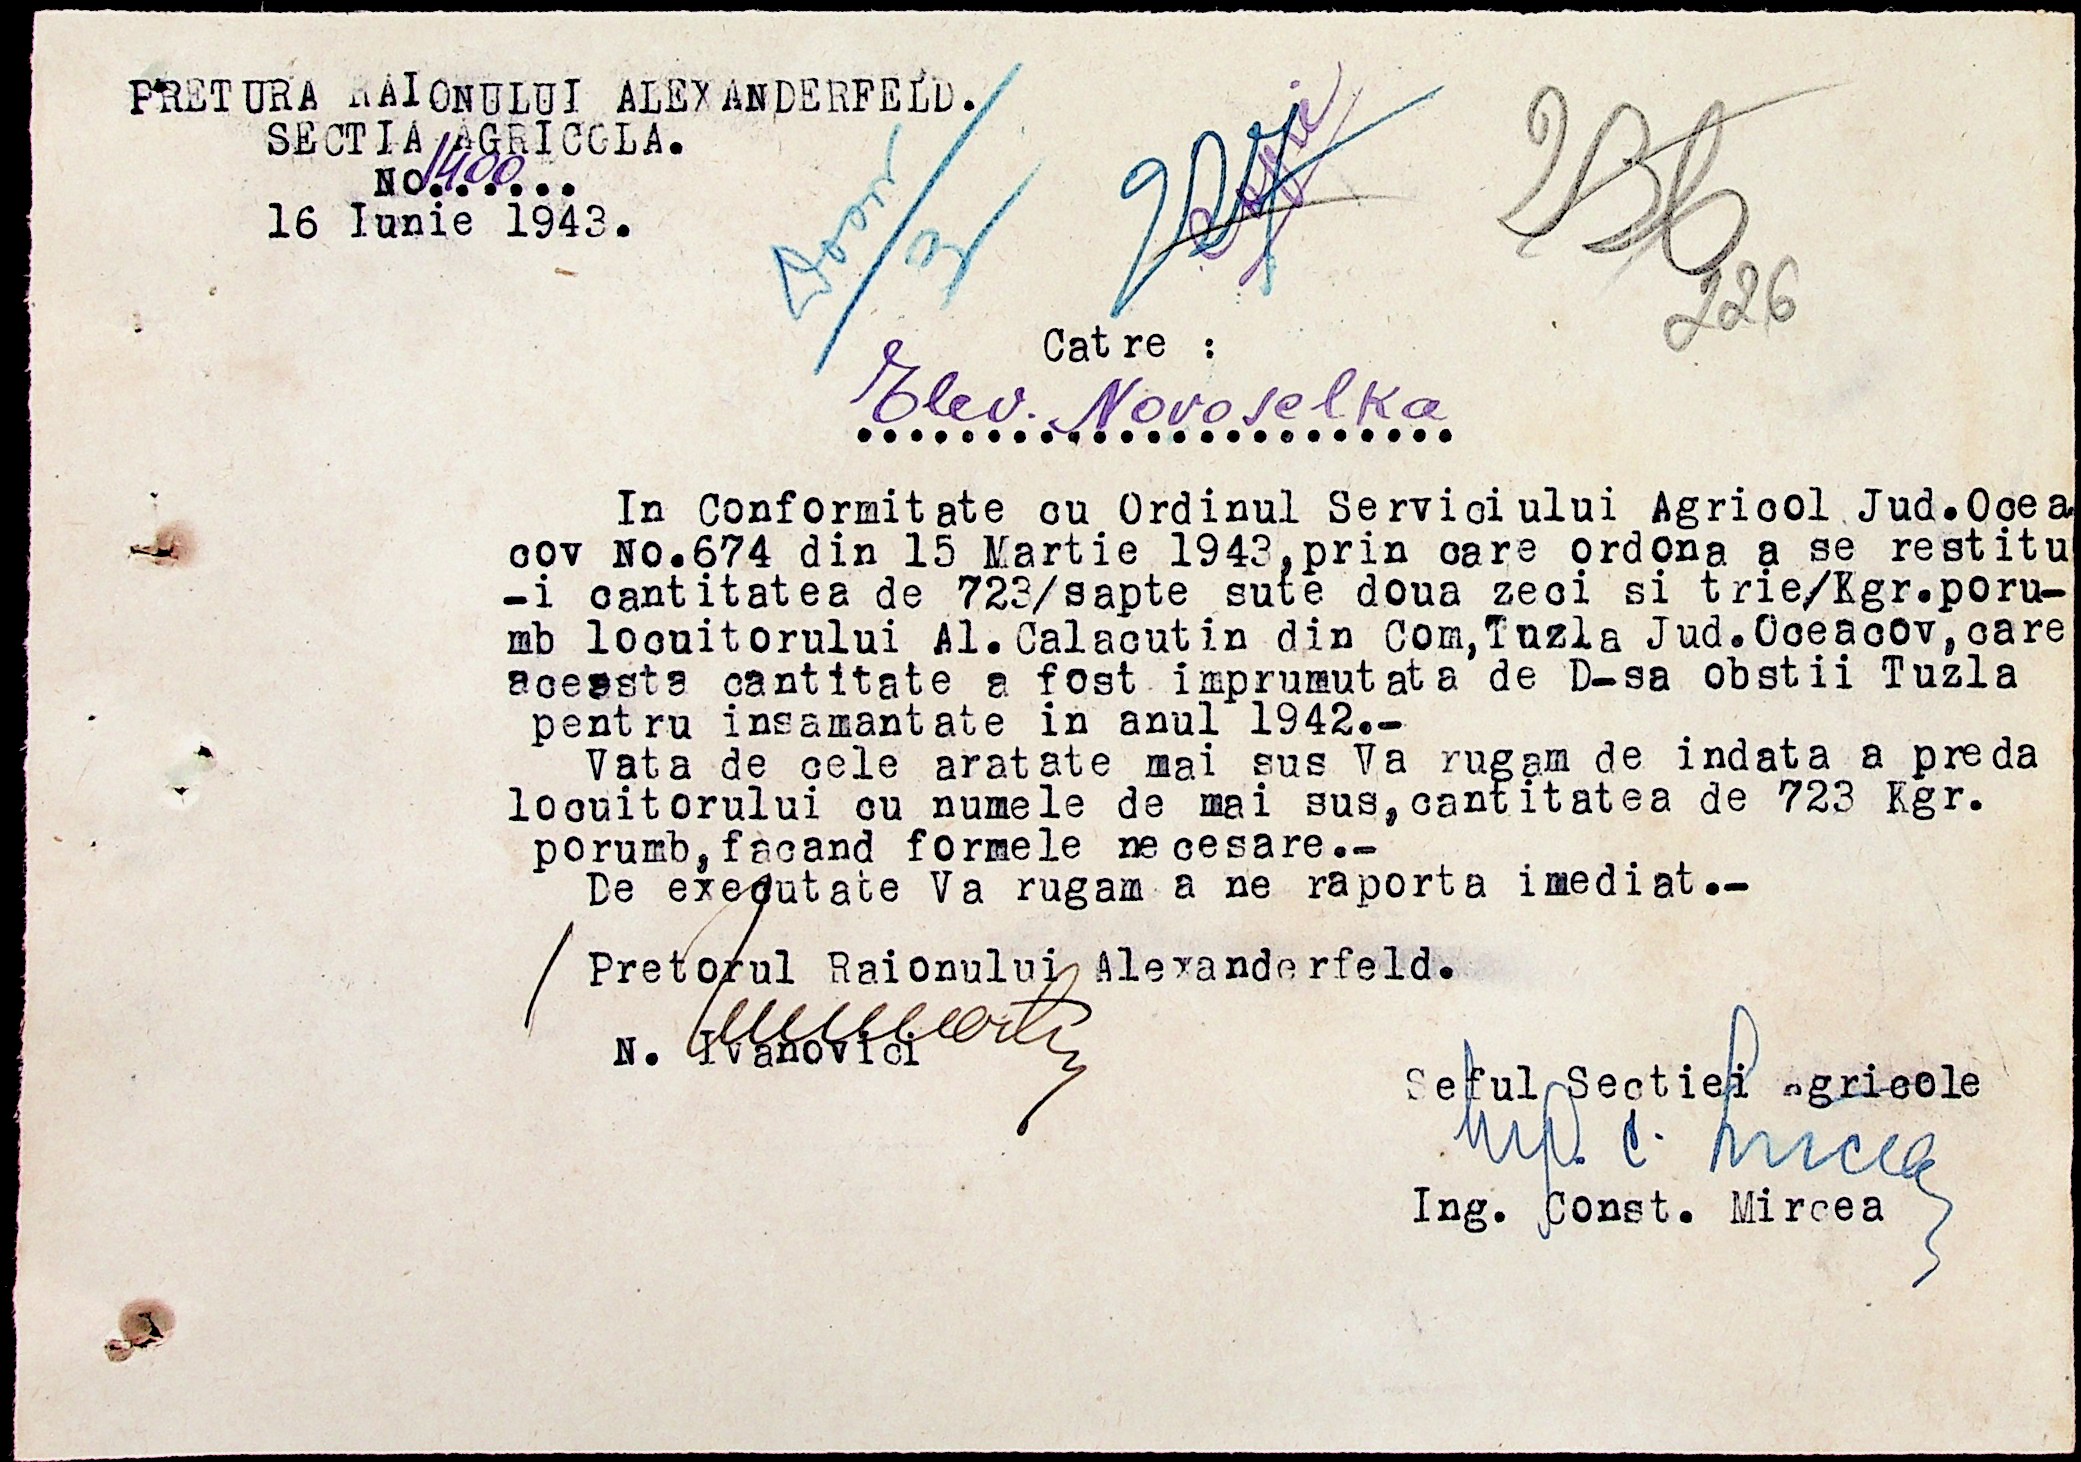 PRETURA RAIONULUI ALEXANDERFELD.
SECTIA AGRICOLA.
No.1400.....
16 Iunie 1943.
226
Catre :
Elev. Novoselka
In Conformitate cu Ordinul Serviciului Agricol Jud.Ocea
cov No.674 din 15 Martie 1943,prin care ordona a se restitu
-i cantitatea de 723/sapte sute doua zeci si trie/Kgr.poru-
mb locuitorului Al.Calacutin din Com,Tuzla Jud.Oceacov,care
aceasta cantitate a fost imprumutata de D-sa obstii Tuzla
pentru insamantate in anul 1942.-
Vata de cele aratate mai sus Va rugam de indata a preda
locuitorului cu numele de mai sus,cantitatea de 723 Kgr.
porumb,facand formele necesare.-
De executate Va rugam a ne raporta imediat.-
/ Pretorul Raionului Alexanderfeld.
N. Ivanovici
Seful Sectiei agricole
Ing. C. Mircea
Ing. Const. Mircea